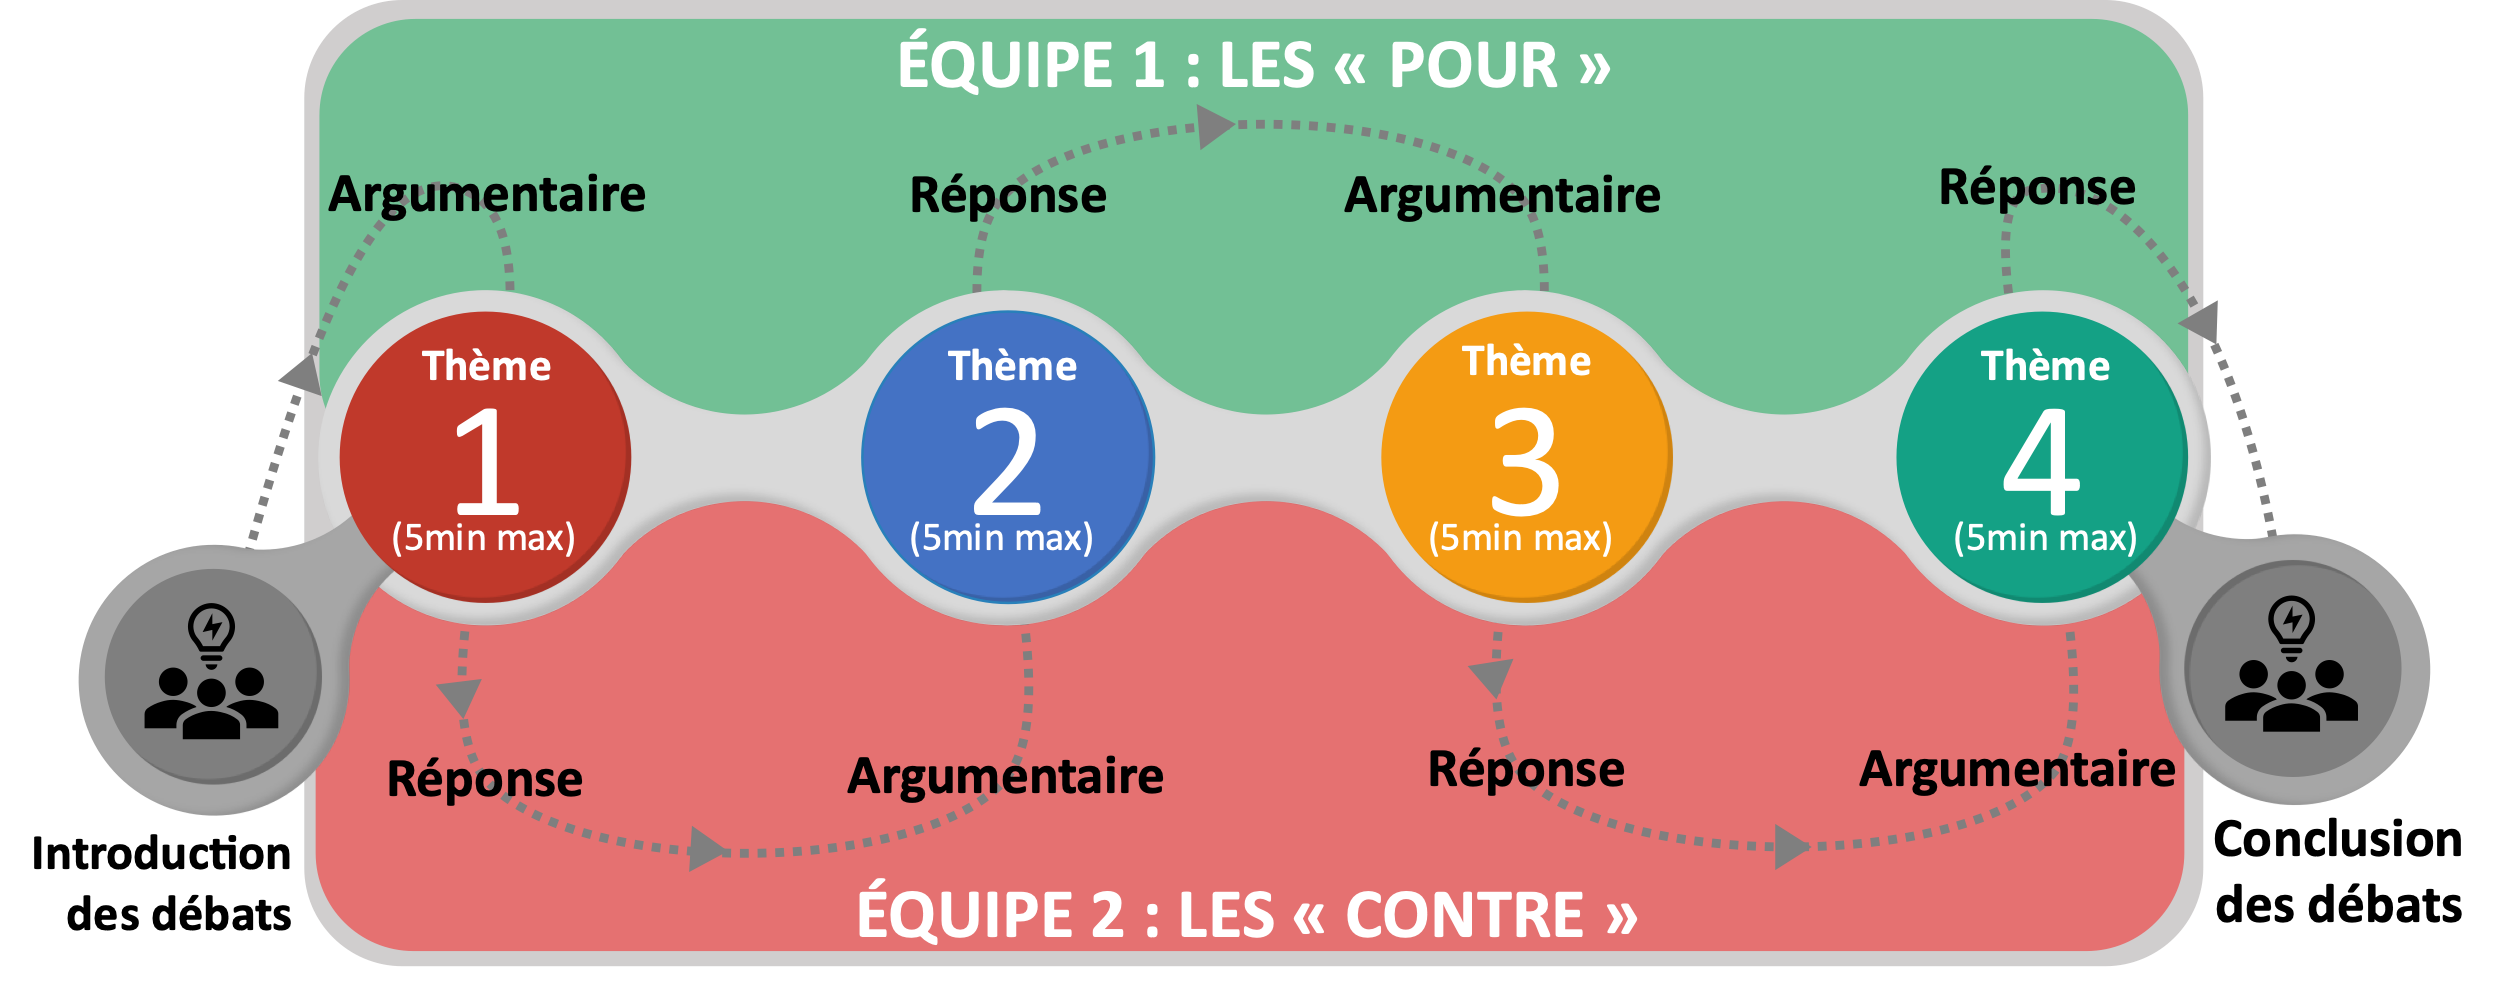 ÉQUIPE 1 : LES « POUR »
Argumentaire
Réponse
Argumentaire
Réponse
Thème
1
(5min max)
Thème
2
(5min max)
Thème
3
(5min max)
Thème
4
(5min max)
Réponse
Argumentaire
Réponse
Argumentaire
Introduction
des débats
Conclusion
des débats
ÉQUIPE 2 : LES « CONTRE »